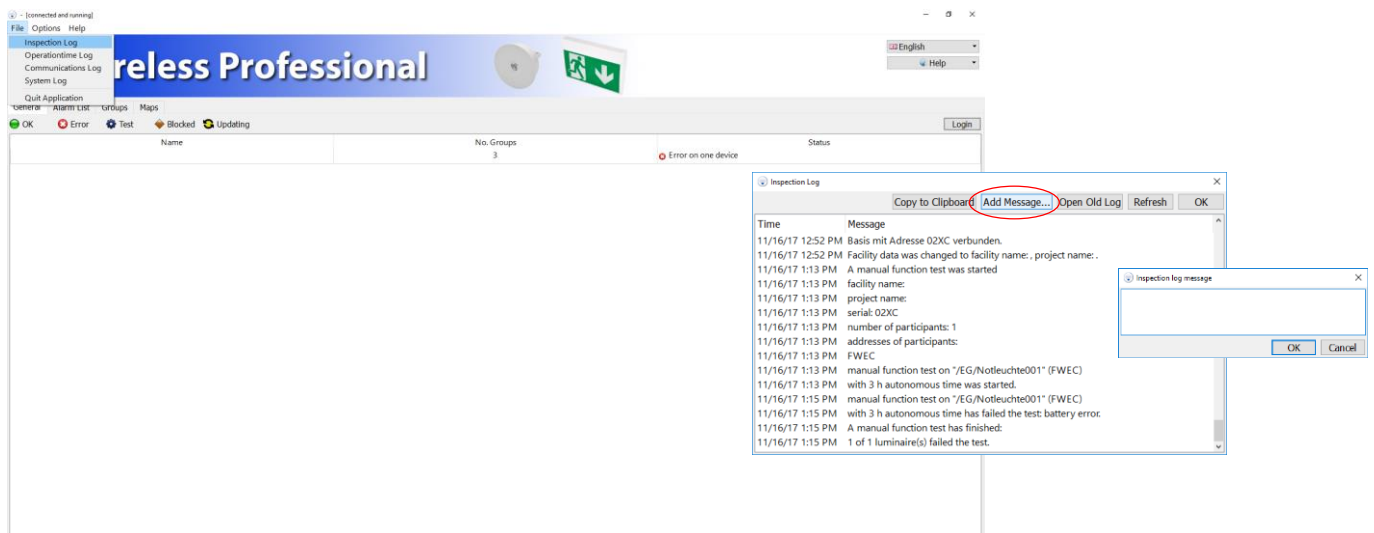 – [connected and running]
File Options Help
Inspection Log
Operationtime Log
Communications Log
System Log
Quit Application
reless Professional
English
Help
General Alarm List Groups Maps
OK Error Test Blocked Updating
Login
Name No. Groups Status
3 Error on one device
Inspection Log
Copy to Clipboard Add Message... Open Old Log Refresh OK
Time Message
11/16/17 12:52 PM Basis mit Adresse 02XC verbunden.
11/16/17 12:52 PM Facility data was changed to facility name: , project name: .
11/16/17 1:13 PM A manual function test was started
11/16/17 1:13 PM facility name:
11/16/17 1:13 PM project name:
11/16/17 1:13 PM serial: 02XC
11/16/17 1:13 PM number of participants: 1
11/16/17 1:13 PM addresses of participants:
11/16/17 1:13 PM FWEC
11/16/17 1:13 PM manual function test on "/EG/Notleuchte001" (FWEC)
11/16/17 1:13 PM with 3 h autonomous time was started.
11/16/17 1:15 PM manual function test on "/EG/Notleuchte001" (FWEC)
11/16/17 1:15 PM with 3 h autonomous time has failed the test: battery error.
11/16/17 1:15 PM A manual function test has finished:
11/16/17 1:15 PM 1 of 1 luminaire(s) failed the test.
Inspection log message
OK Cancel